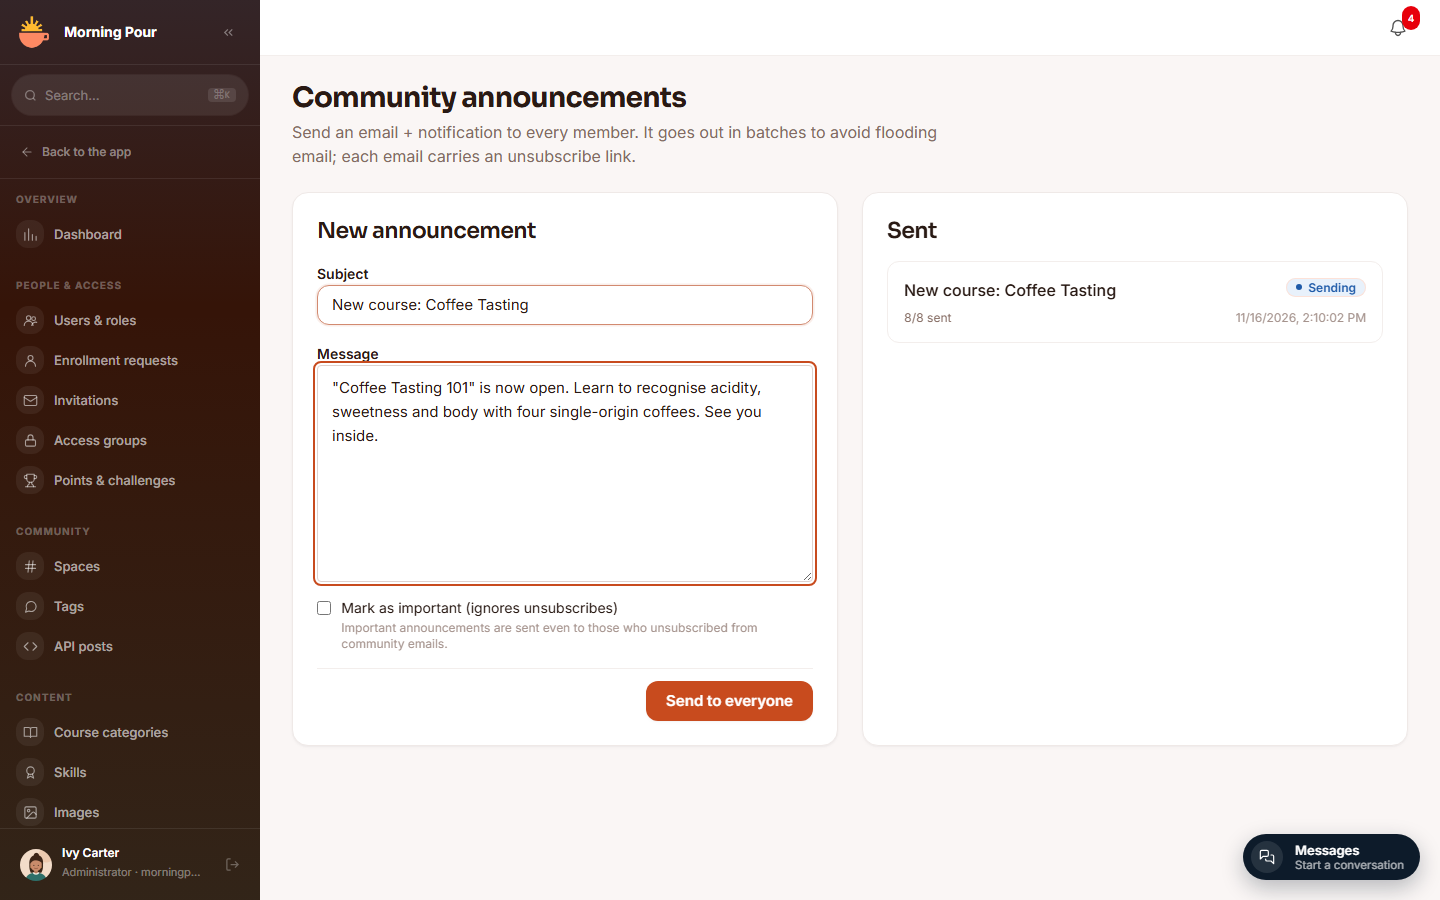 Morning Pour
Search...
⌘K
Back to the app
OVERVIEW
Dashboard
PEOPLE & ACCESS
Users & roles
Enrollment requests
Invitations
Access groups
Points & challenges
COMMUNITY
Spaces
Tags
API posts
CONTENT
Course categories
Skills
Images
Ivy Carter
Administrator · morningp...
4
Community announcements
Send an email + notification to every member. It goes out in batches to avoid flooding
email; each email carries an unsubscribe link.
New announcement
Subject
New course: Coffee Tasting
Message
"Coffee Tasting 101" is now open. Learn to recognise acidity,
sweetness and body with four single-origin coffees. See you
inside.
Mark as important (ignores unsubscribes)
Important announcements are sent even to those who unsubscribed from
community emails.
Send to everyone
Sent
New course: Coffee Tasting
Sending
8/8 sent
11/16/2026, 2:10:02 PM
Messages
Start a conversation